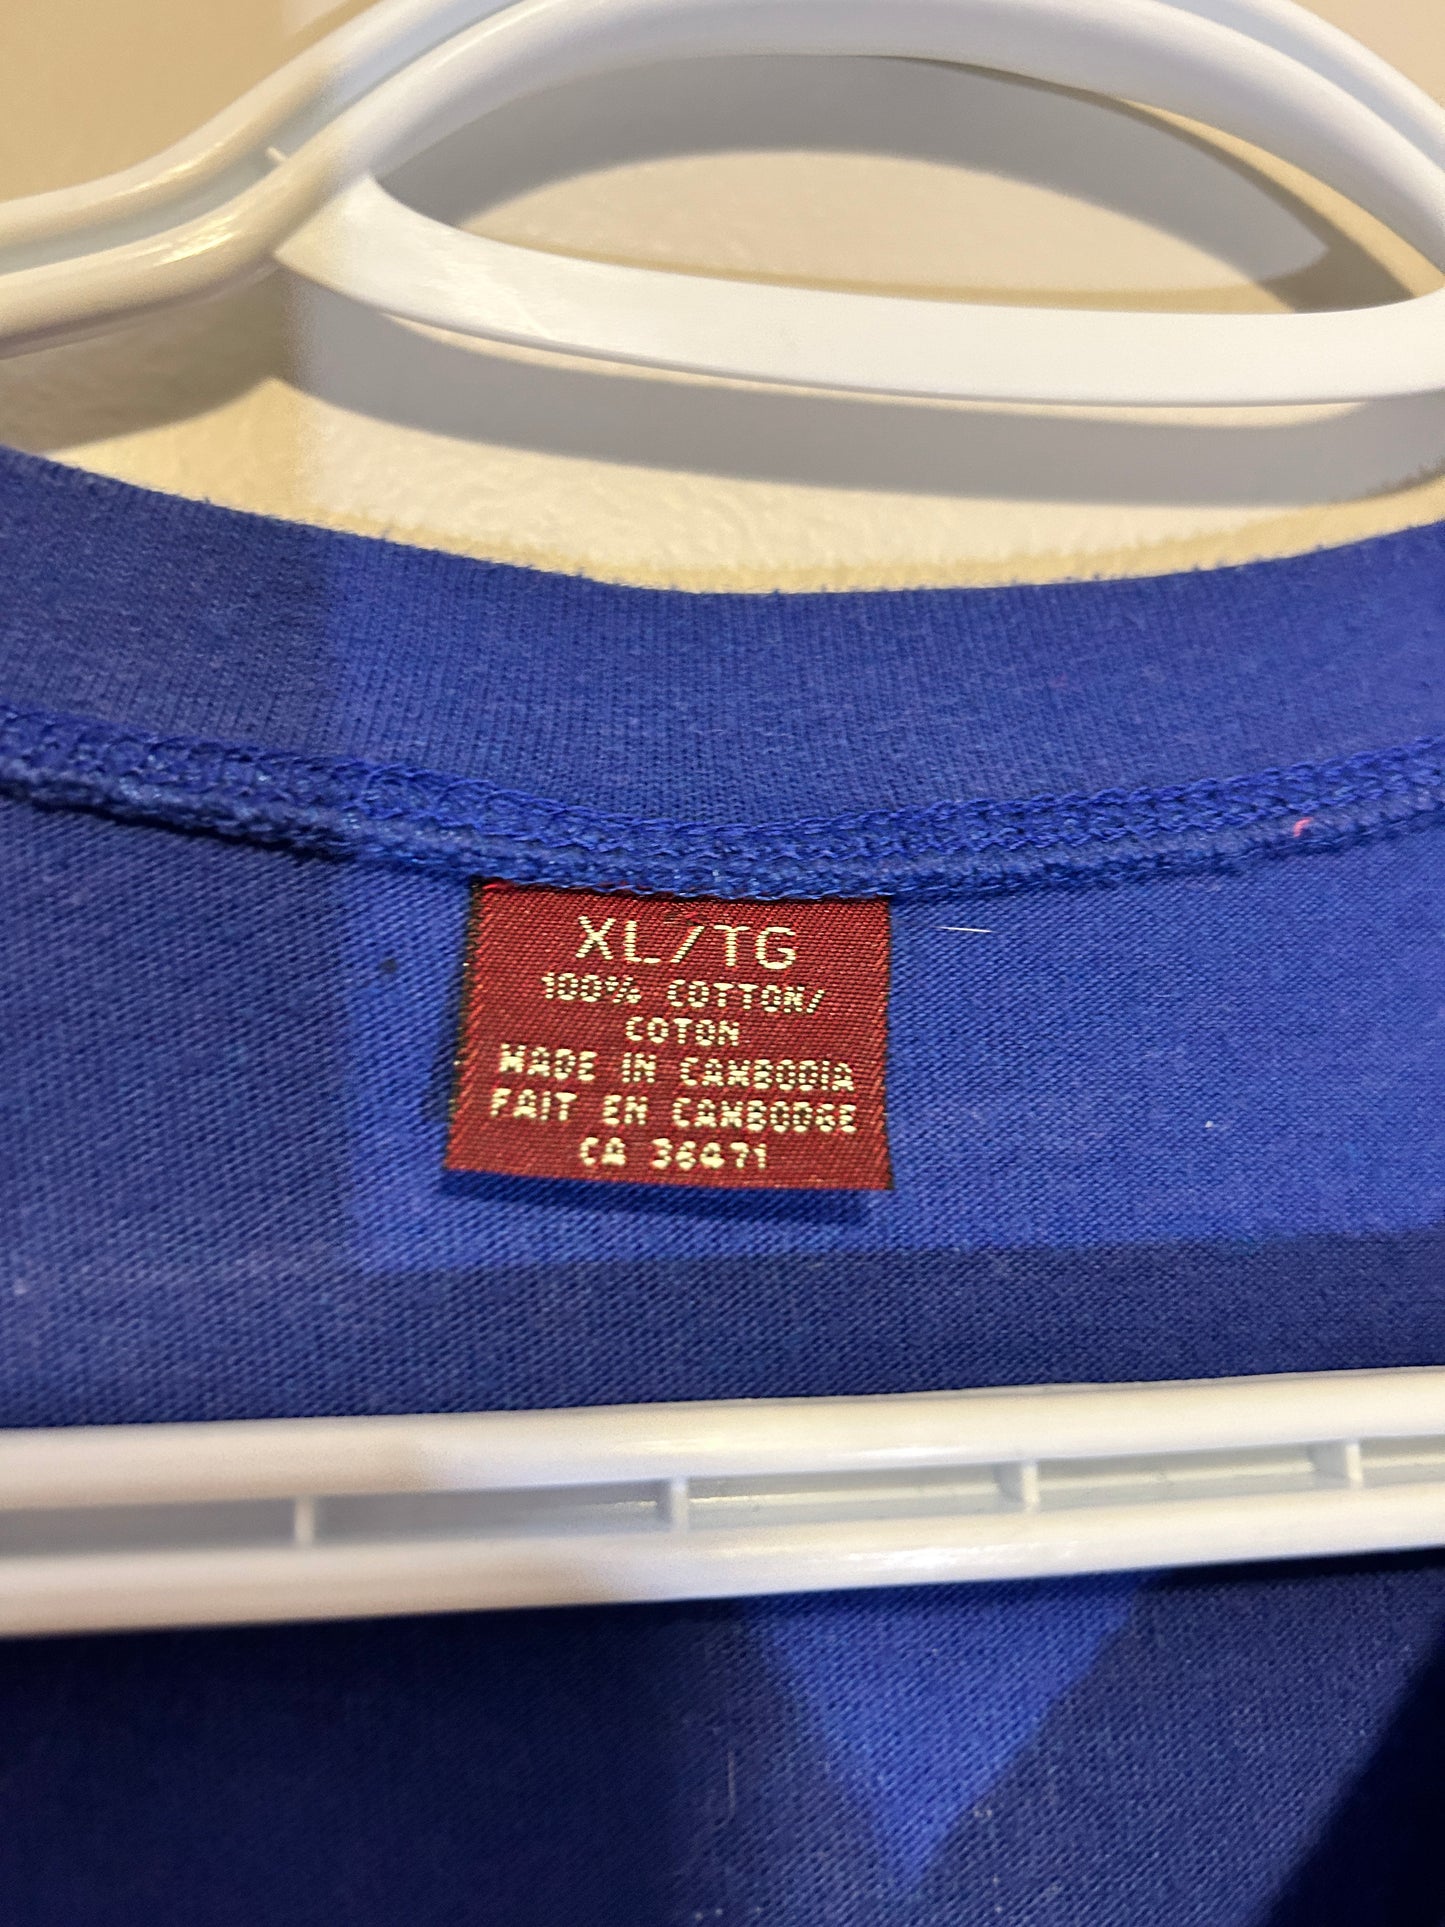 XL/TG
100% COTTON/
COTON
MADE IN CAMBODIA
FAIT EN CAMBODGE
CA 36471